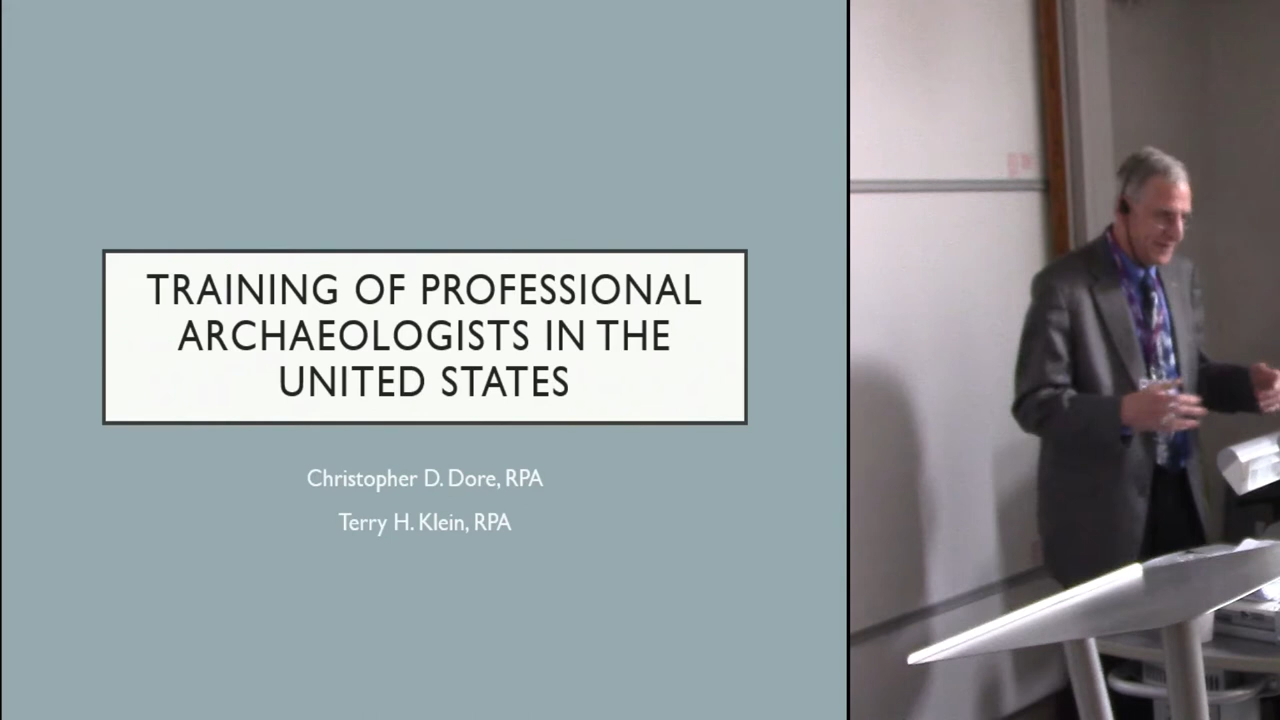 TRAINING OF PROFESSIONAL
ARCHAEOLOGISTS IN THE
UNITED STATES
Christopher D. Dore, RPA
Terry H. Klein, RPA